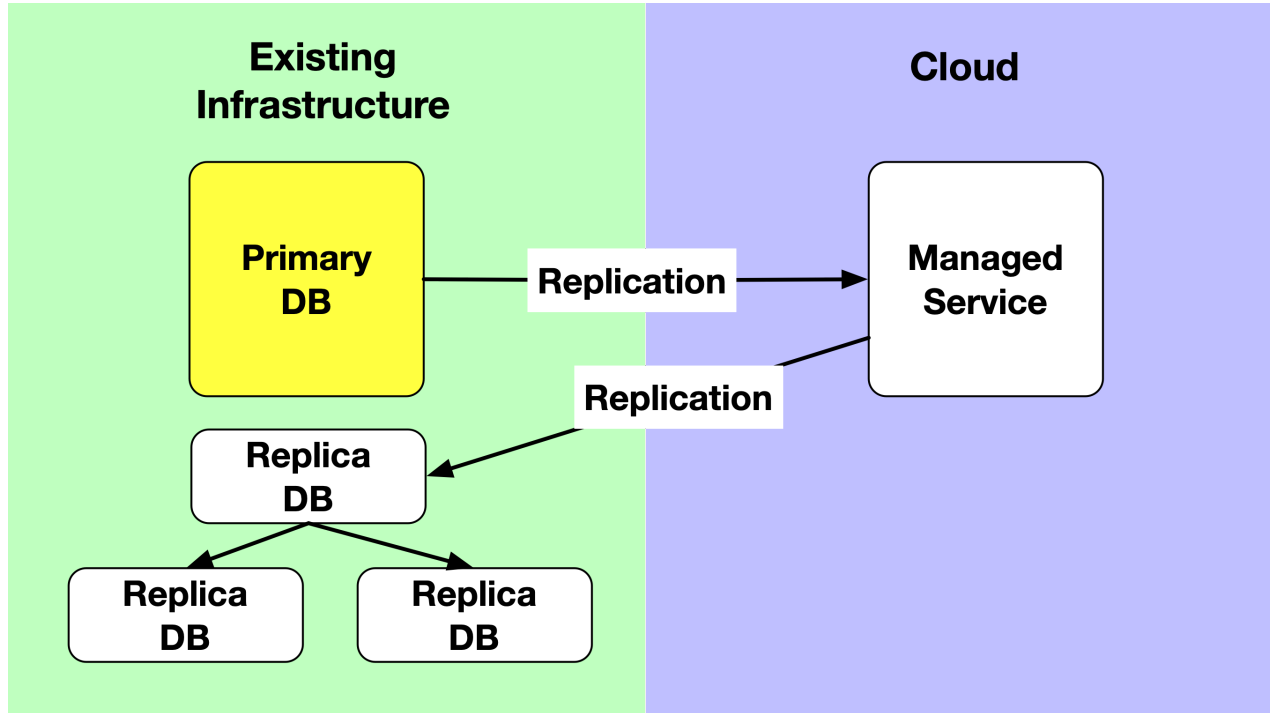 Existing
Infrastructure
Cloud
Primary
DB
Replication
Managed
Service
Replication
Replica
DB
Replica
DB
Replica
DB